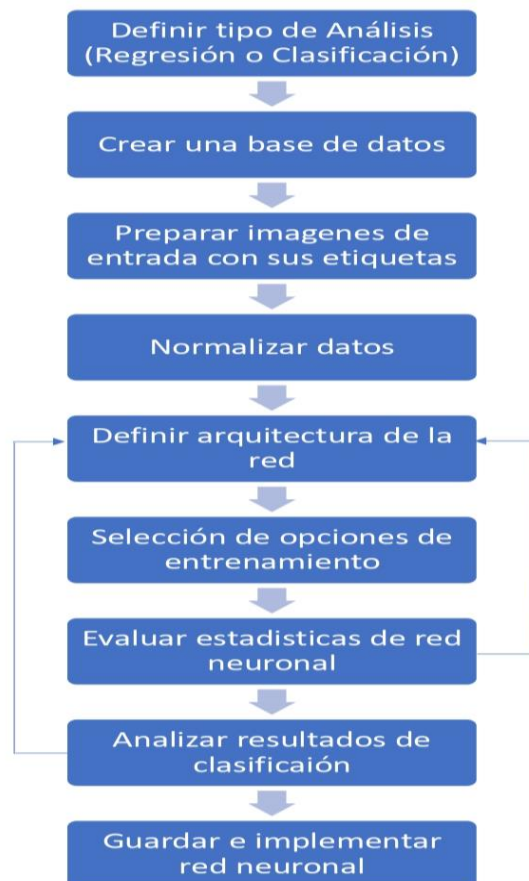 Definir tipo de Análisis
(Regresión o Clasificación)
Crear una base de datos
Preparar imagenes de
entrada con sus etiquetas
Normalizar datos
Definir arquitectura de la
red
Selección de opciones de
entrenamiento
Evaluar estadisticas de red
neuronal
Analizar resultados de
clasificaión
Guardar e implementar
red neuronal